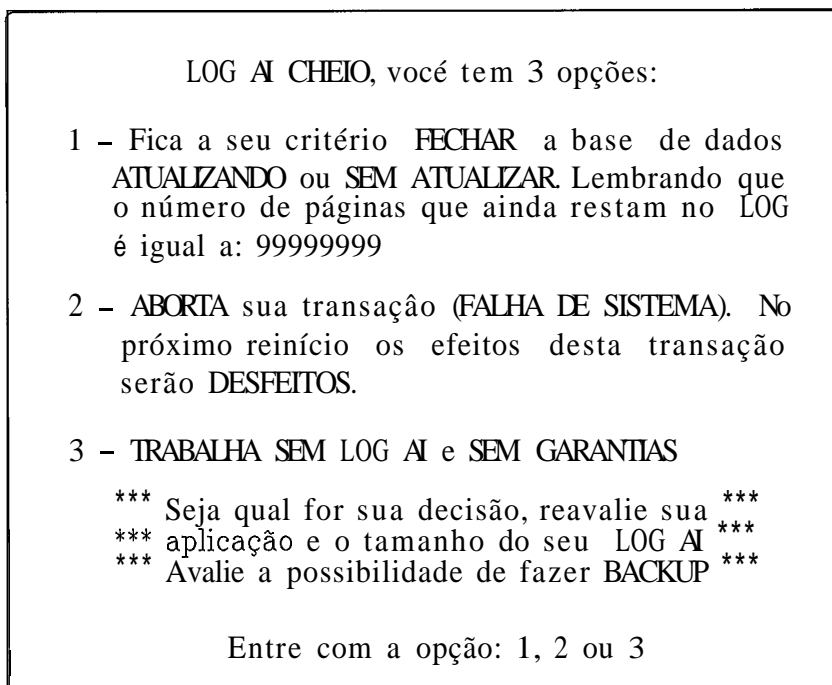 LOG AI CHEIO, você tem 3 opções:
1 – Fica a seu critério FECHAR a base de dados
ATUALIZANDO ou SEM ATUALIZAR. Lembrando que
o número de páginas que ainda restam no LOG
é igual a: 99999999
2 – ABORTA sua transaçâo (FALHA DE SISTEMA). No
próximo reinício os efeitos desta transação
serão DESFEITOS.
3 – TRABALHA SEM LOG AI e SEM GARANTIAS
*** Seja qual for sua decisão, reavalie sua ***
*** aplicação e o tamanho do seu LOG AI ***
*** Avalie a possibilidade de fazer BACKUP ***
Entre com a opção: 1, 2 ou 3